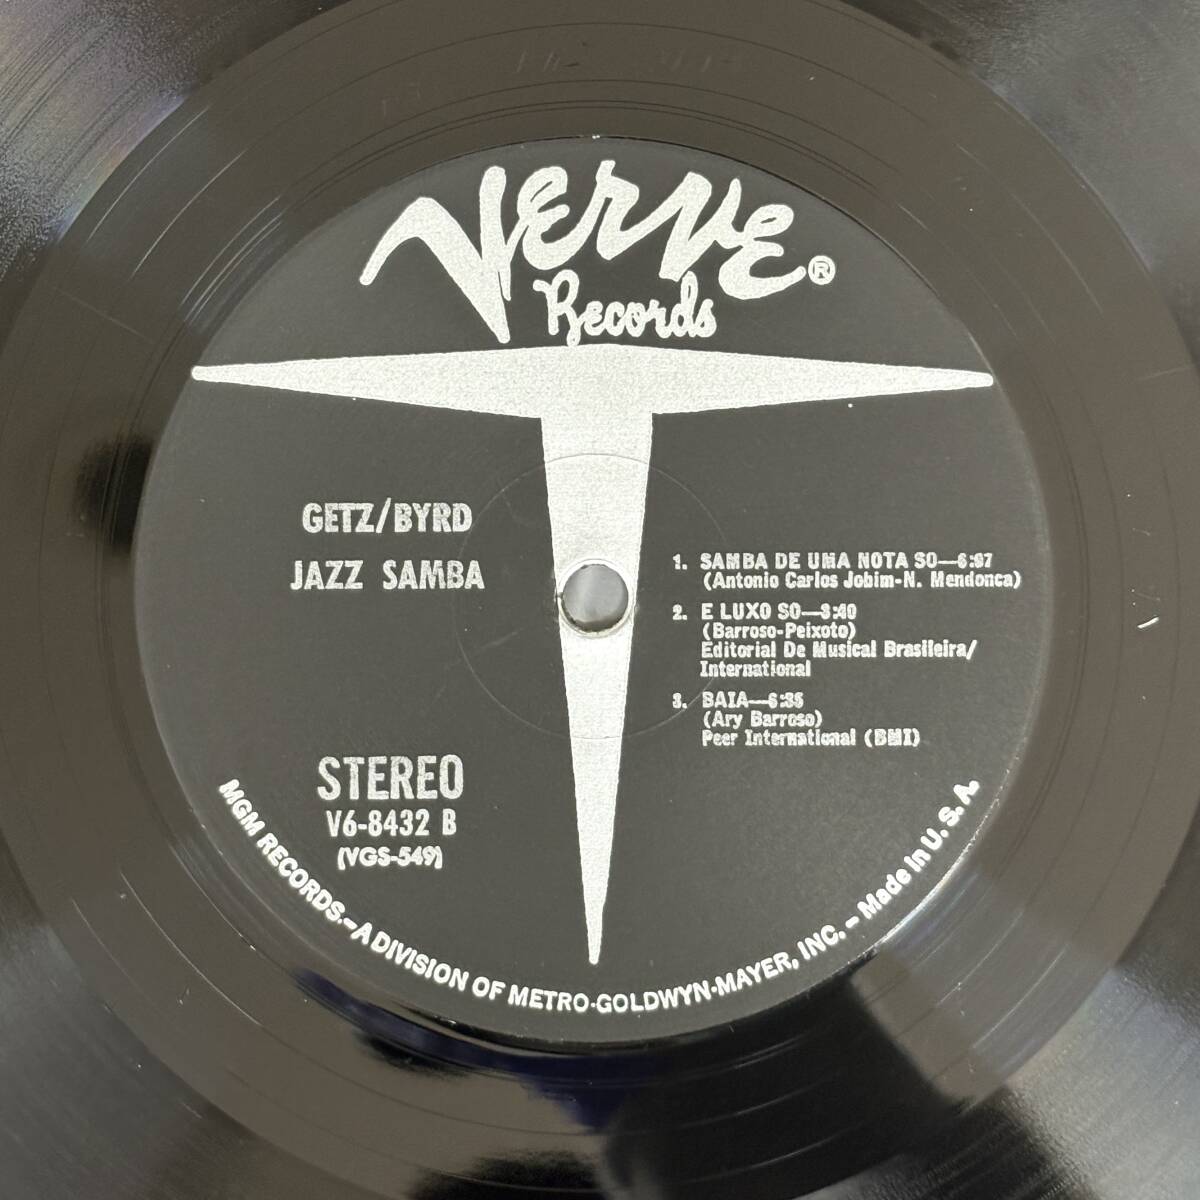 VERVE®
Records
GETZ/BYRD
JAZZ SAMBA
1. SAMBA DE UMA NOTA SO—6:07
(Antonio Carlos Jobim-N. Mendonca)
2. E LUXO SO—3:40
(Barroso-Peixoto)
Editorial De Musical Brasileira/
International
3. BAIA—6:35
(Ary Barroso)
Peer International (BMI)
STEREO
V6-8432 B
(VGS-549)
MGM RECORDS.–A DIVISION OF METRO-GOLDWYN-MAYER, INC. – Made in U. S. A.